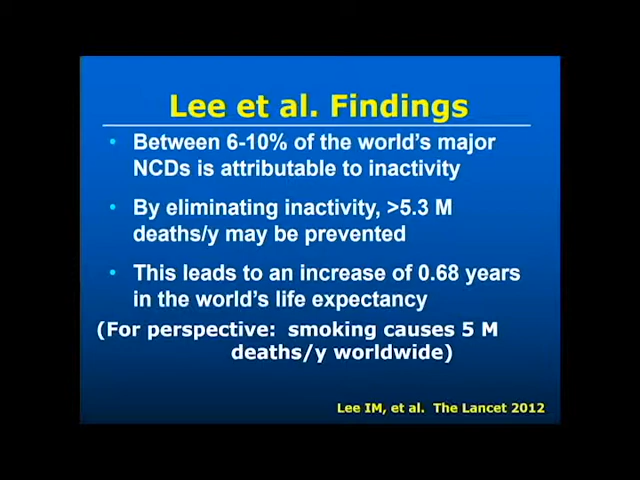 Lee et al. Findings
• Between 6-10% of the world's major
NCDs is attributable to inactivity
• By eliminating inactivity, >5.3 M
deaths/y may be prevented
• This leads to an increase of 0.68 years
in the world's life expectancy
(For perspective: smoking causes 5 M
deaths/y worldwide)
Lee IM, et al. The Lancet 2012